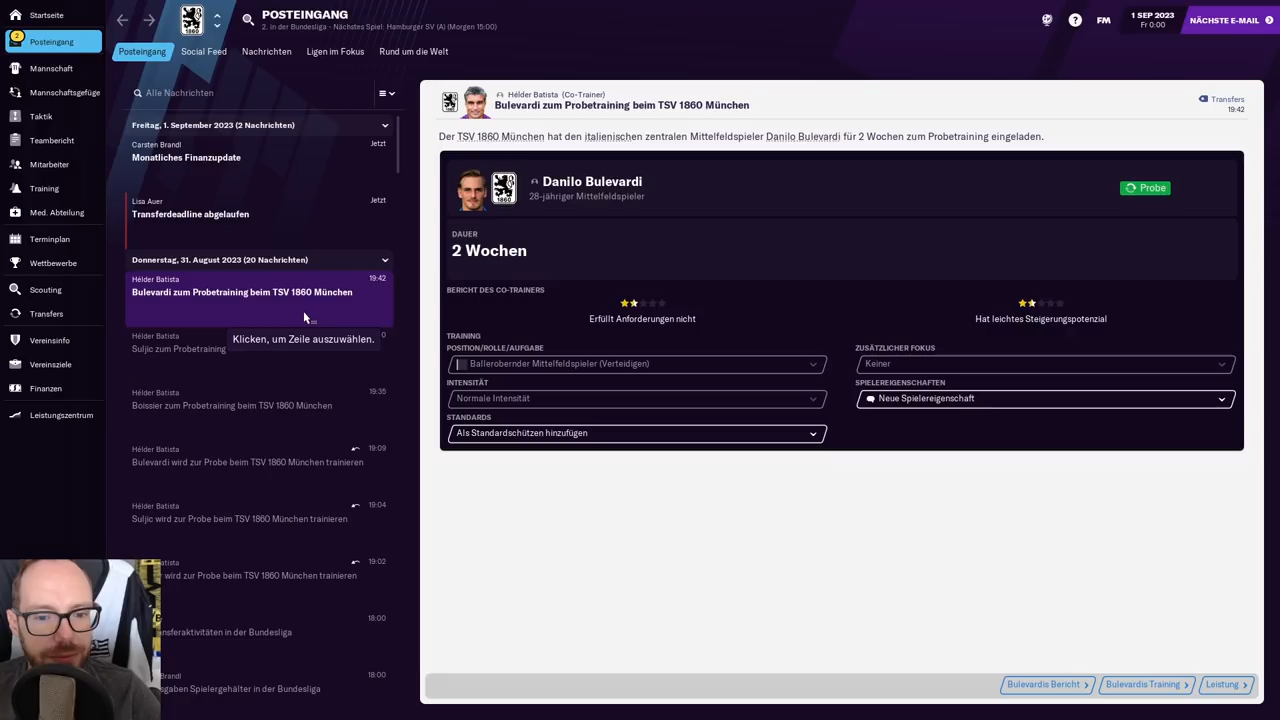 Startseite
2
Posteingang
Mannschaft
Mannschaftsgefüge
Taktik
Teambericht
Mitarbeiter
Training
Med. Abteilung
Terminplan
Wettbewerbe
Scouting
Transfers
Vereinsinfo
Vereinsziele
Finanzen
Leistungszentrum
POSTEINGANG
2. in der Bundesliga - Nächstes Spiel: Hamburger SV (A) (Morgen 15:00)
FM
1 SEP 2023
Fr 0:00
NÄCHSTE E-MAIL
Posteingang
Social Feed
Nachrichten
Ligen im Fokus
Rund um die Welt
Alle Nachrichten
Freitag, 1. September 2023 (2 Nachrichten)
Carsten Brandl
Jetzt
Monatliches Finanzupdate
Lisa Auer
Jetzt
Transferdeadline abgelaufen
Donnerstag, 31. August 2023 (20 Nachrichten)
Hélder Batista
19:42
Bulevardi zum Probetraining beim TSV 1860 München
Klicken, um Zeile auszuwählen.
Hélder Batista
0
Suljic zum Probetraining
Hélder Batista
19:35
Boissier zum Probetraining beim TSV 1860 München
Hélder Batista
19:09
Bulevardi wird zur Probe beim TSV 1860 München trainieren
Hélder Batista
19:04
Suljic wird zur Probe beim TSV 1860 München trainieren
atista
19:02
wird zur Probe beim TSV 1860 München trainieren
18:00
nsferaktivitäten in der Bundesliga
Brandl
18:00
gaben Spielergehälter in der Bundesliga
Hélder Batista (Co-Trainer)
Bulevardi zum Probetraining beim TSV 1860 München
Transfers
19:42
Der TSV 1860 München hat den italienischen zentralen Mittelfeldspieler Danilo Bulevardi für 2 Wochen zum Probetraining eingeladen.
1860
Danilo Bulevardi
28-jähriger Mittelfeldspieler
Probe
DAUER
2 Wochen
BERICHT DES CO-TRAINERS
Erfüllt Anforderungen nicht
Hat leichtes Steigerungspotenzial
TRAINING
POSITION/ROLLE/AUFGABE
Ballerobernder Mittelfeldspieler (Verteidigen)
ZUSÄTZLICHER FOKUS
Keiner
INTENSITÄT
Normale Intensität
SPIELEREIGENSCHAFTEN
Neue Spielereigenschaft
STANDARDS
Als Standardschützen hinzufügen
Bulevardis Bericht
Bulevardis Training
Leistung